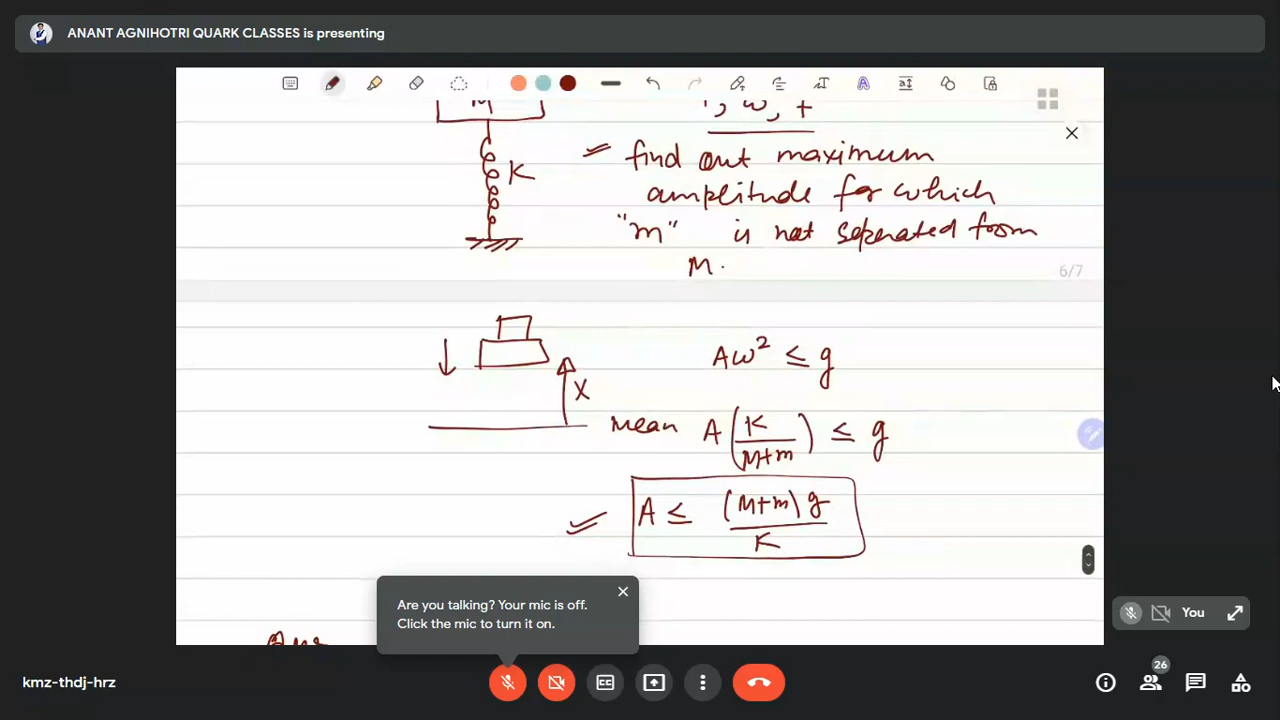 ANANT AGNIHOTRI QUARK CLASSES is presenting
M
K
find out maximum
amplitude for which
"m" is not seperated from
M.
6/7
x
mean
Aω² ≤ g
A(K/(M+m)) ≤ g
A ≤ (M+m)g/K
Are you talking? Your mic is off.
Click the mic to turn it on.
You
kmz-thdj-hrz
26